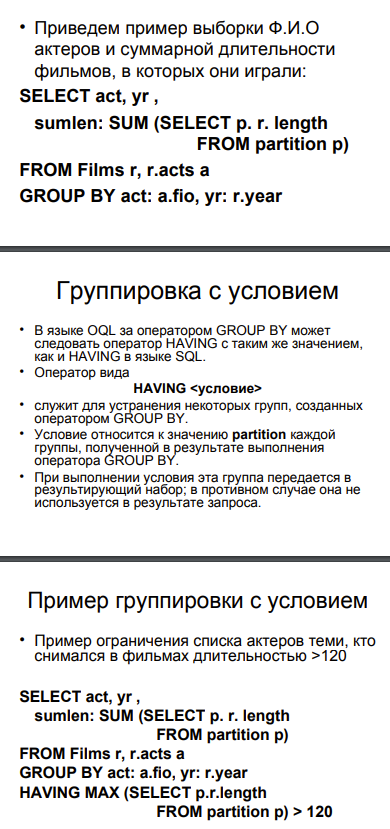 • Приведем пример выборки Ф.И.О
актеров и суммарной длительности
фильмов, в которых они играли:
SELECT act, yr ,
sumlen: SUM (SELECT p. r. length
FROM partition p)
FROM Films r, r.acts a
GROUP BY act: a.fio, yr: r.year
Группировка с условием
• В языке OQL за оператором GROUP BY может
следовать оператор HAVING с таким же значением,
как и HAVING в языке SQL.
• Оператор вида
HAVING <условие>
• служит для устранения некоторых групп, созданных
оператором GROUP BY.
• Условие относится к значению partition каждой
группы, полученной в результате выполнения
оператора GROUP BY.
• При выполнении условия эта группа передается в
результирующий набор; в противном случае она не
используется в результате запроса.
Пример группировки с условием
• Пример ограничения списка актеров теми, кто
снимался в фильмах длительностью >120
SELECT act, yr ,
sumlen: SUM (SELECT p. r. length
FROM partition p)
FROM Films r, r.acts a
GROUP BY act: a.fio, yr: r.year
HAVING MAX (SELECT p.r.length
FROM partition p) > 120